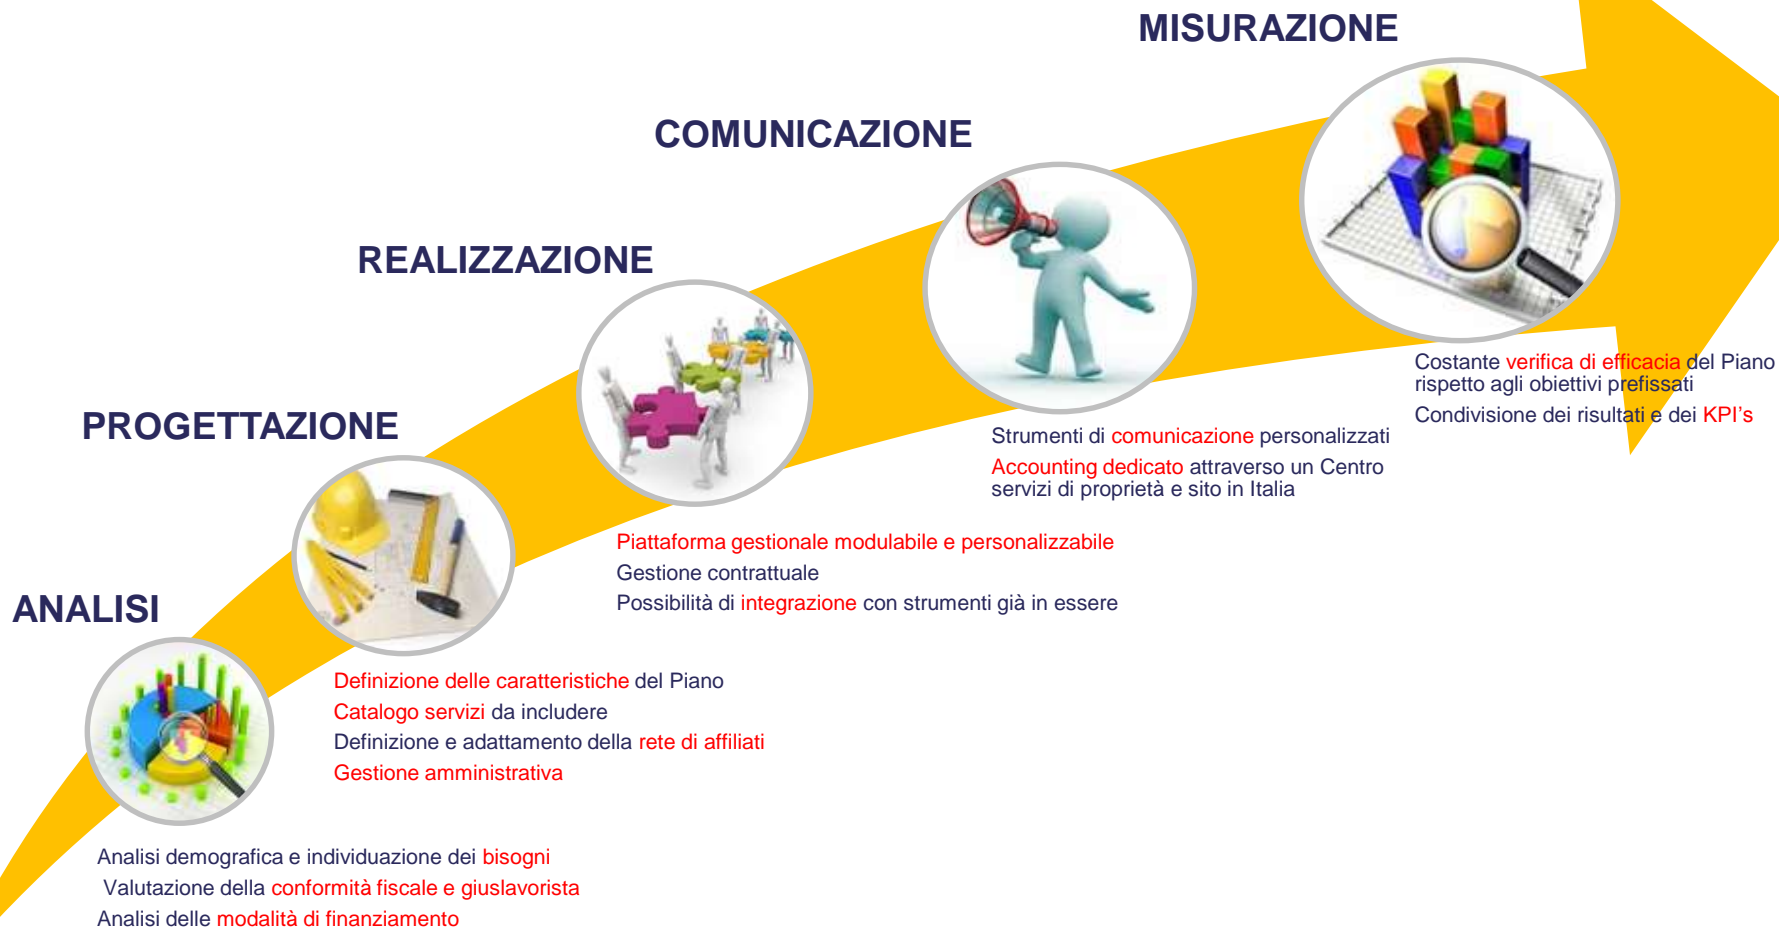 MISURAZIONE
COMUNICAZIONE
REALIZZAZIONE
PROGETTAZIONE
ANALISI
Costante verifica di efficacia del Piano
rispetto agli obiettivi prefissati
Condivisione dei risultati e dei KPI’s
Strumenti di comunicazione personalizzati
Accounting dedicato attraverso un Centro
servizi di proprietà e sito in Italia
Piattaforma gestionale modulabile e personalizzabile
Gestione contrattuale
Possibilità di integrazione con strumenti già in essere
Definizione delle caratteristiche del Piano
Catalogo servizi da includere
Definizione e adattamento della rete di affiliati
Gestione amministrativa
Analisi demografica e individuazione dei bisogni
Valutazione della conformità fiscale e giuslavorista
Analisi delle modalità di finanziamento